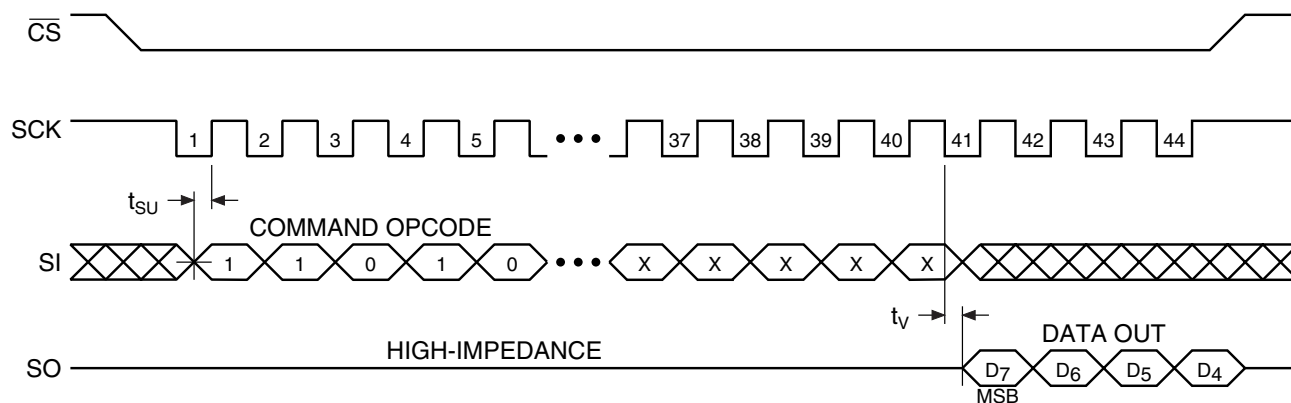 CS
SCK 1 2 3 4 5 ••• 37 38 39 40 41 42 43 44
tSU
COMMAND OPCODE
SI 1 1 0 1 0 ••• X X X X X
tV
DATA OUT
HIGH-IMPEDANCE
SO D7 D6 D5 D4
MSB